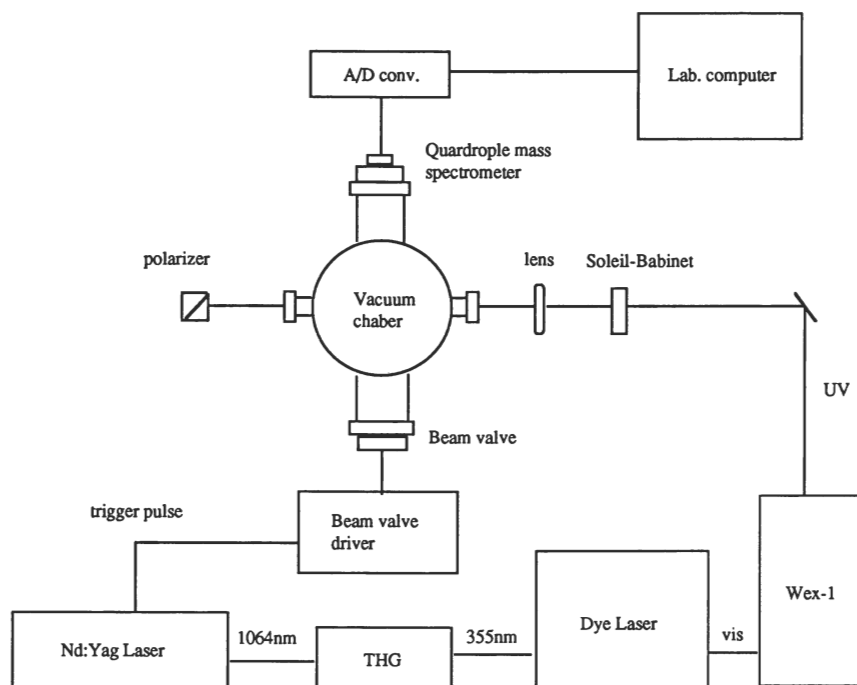 A/D conv.
Lab. computer
Quardrople mass
spectrometer
polarizer
lens
Soleil-Babinet
Vacuum
chaber
UV
Beam valve
trigger pulse
Beam valve
driver
Wex-1
Nd:Yag Laser
1064nm
THG
355nm
Dye Laser
vis